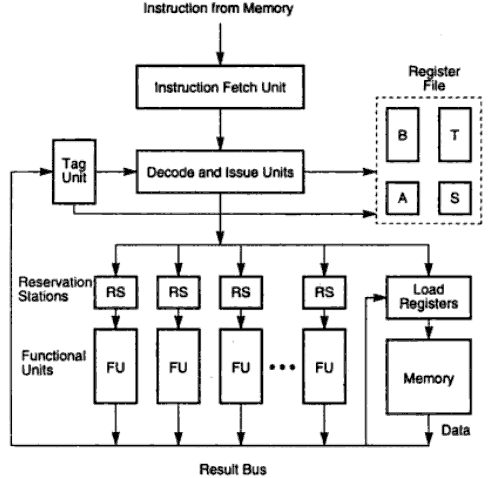 Instruction from Memory
Instruction Fetch Unit
Register
File
B
T
Tag
Unit
Decode and Issue Units
A
S
Reservation
Stations
RS
RS
RS
RS
Load
Registers
Functional
Units
FU
FU
FU
•••
FU
Memory
Data
Result Bus